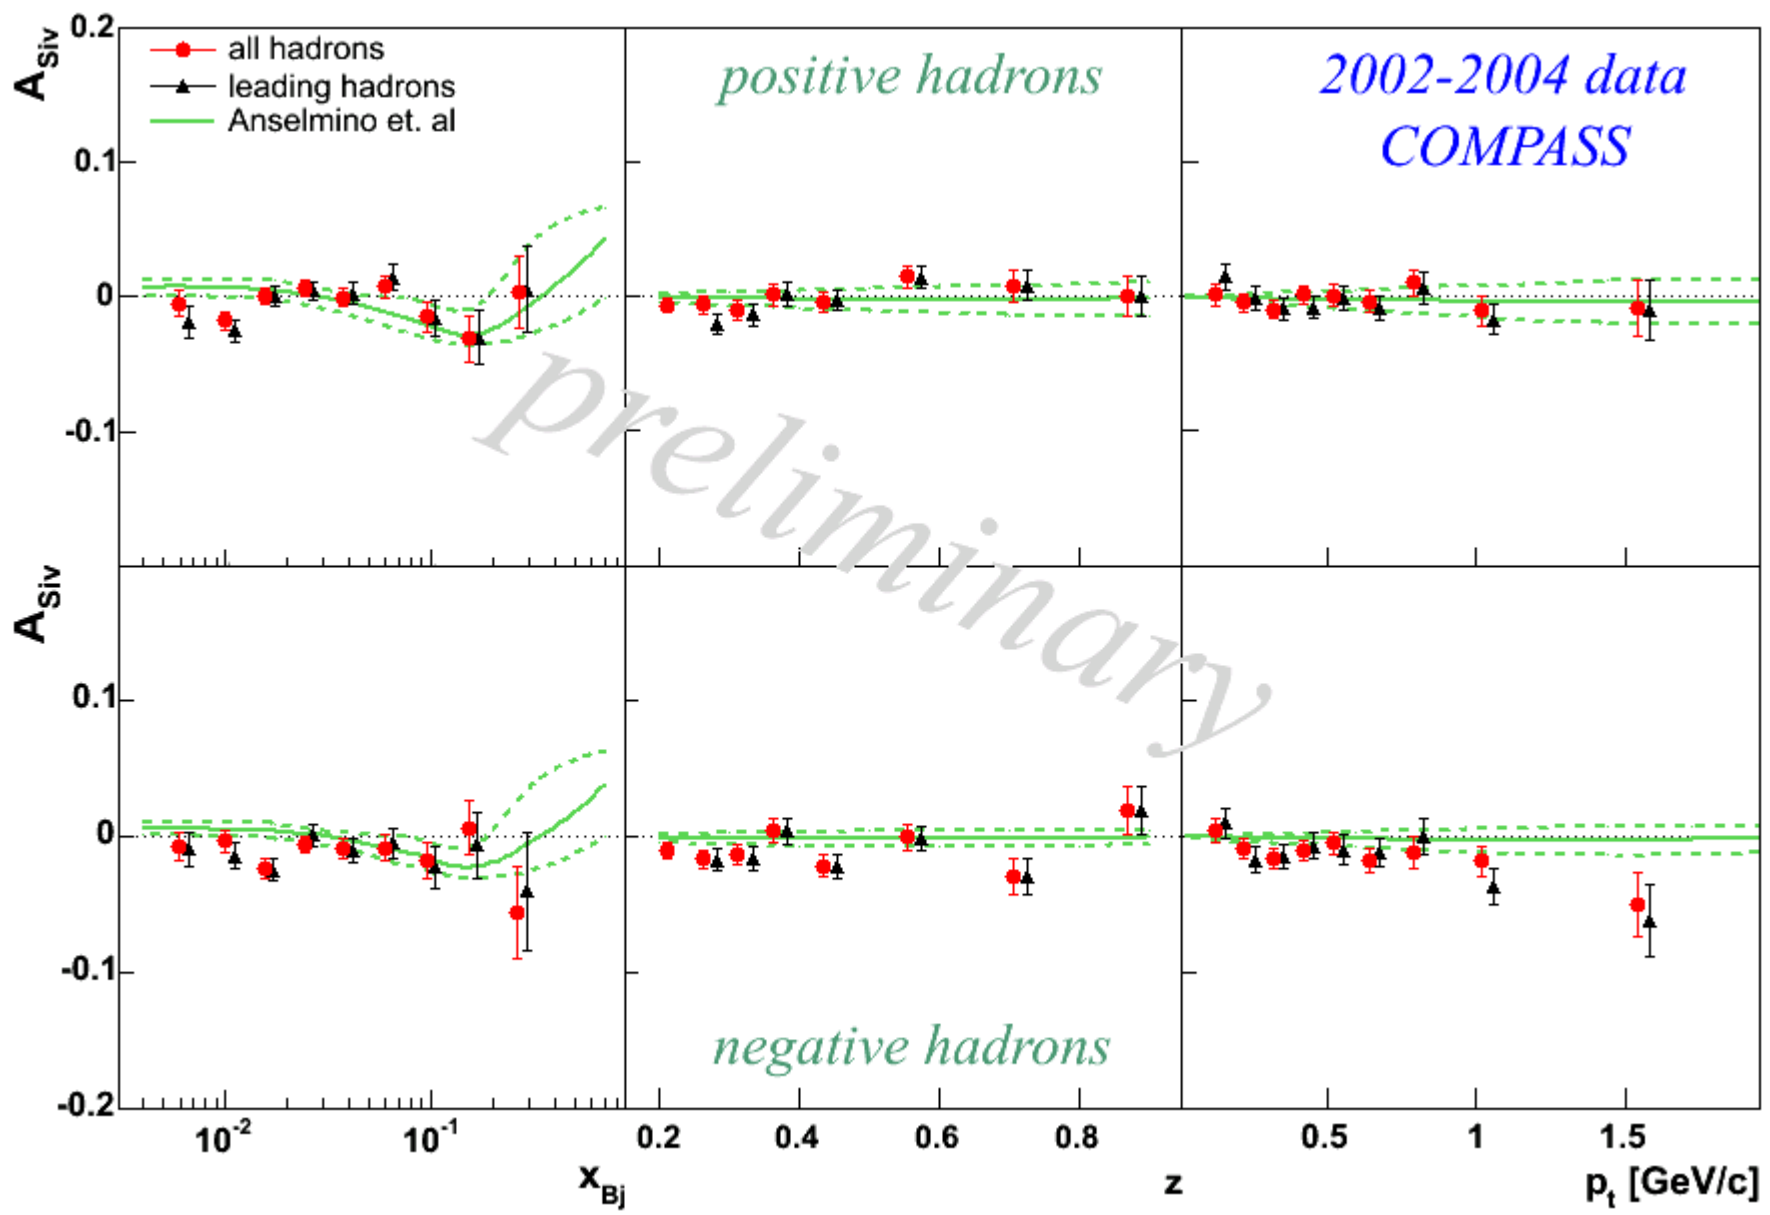 A_Siv
0.2
all hadrons
leading hadrons
Anselmino et. al
positive hadrons
2002-2004 data
COMPASS
0.1
0
-0.1
preliminary
A_Siv
0.1
0
-0.1
negative hadrons
-0.2
10^-2 10^-1 0.2 0.4 0.6 0.8 0.5 1 1.5
x_Bj z p_t [GeV/c]